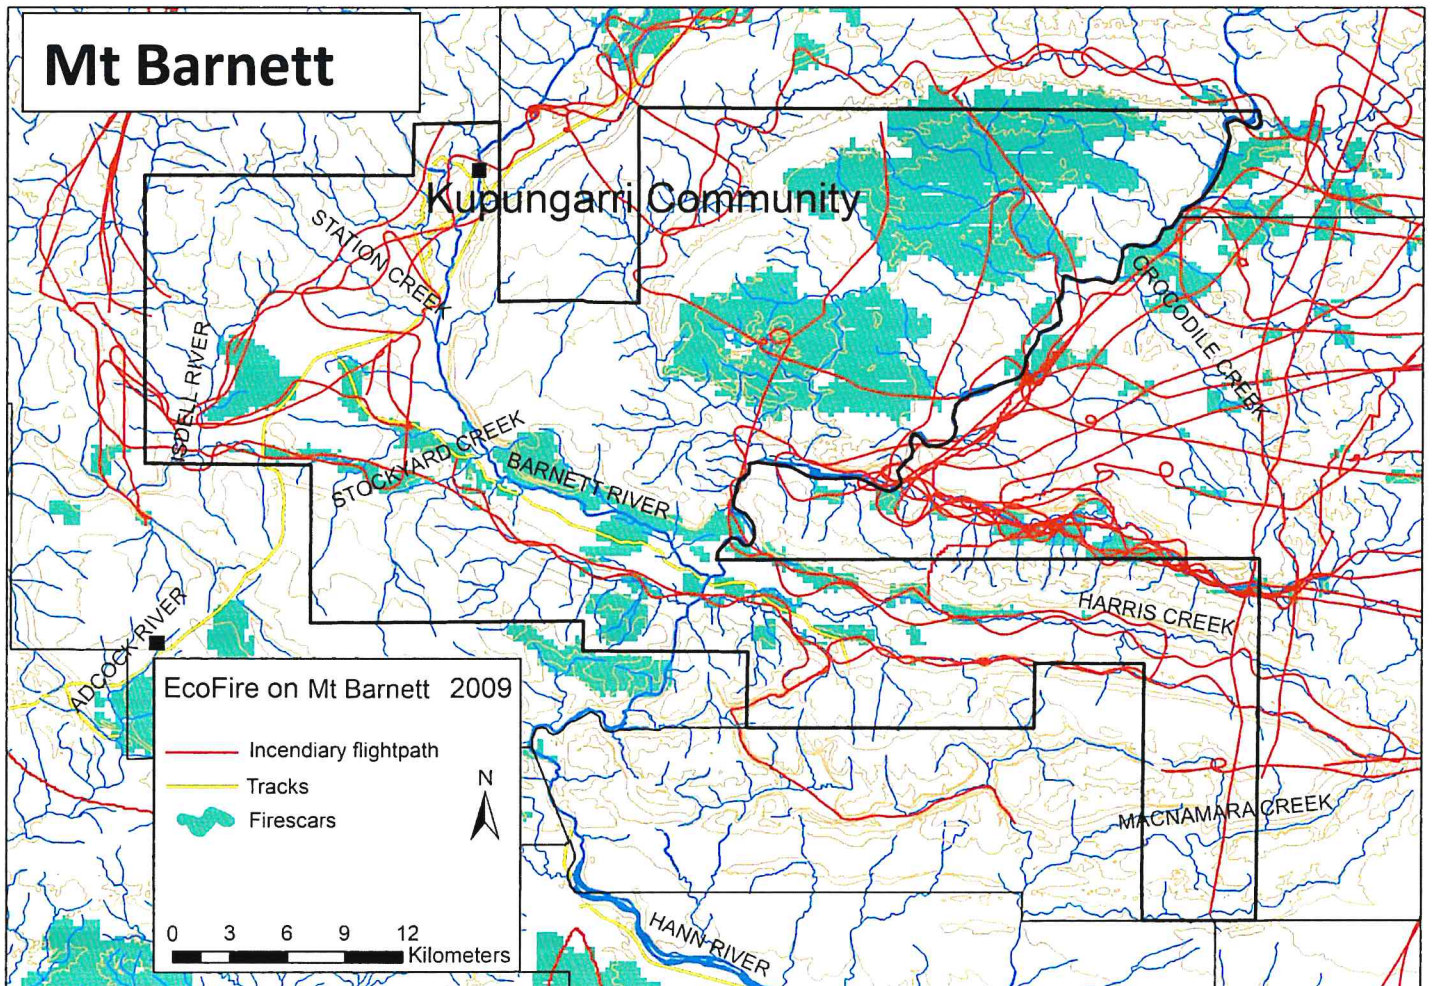 Mt Barnett
Kupungarri Community
STATION CREEK
CROCODILE CREEK
ISDELL RIVER
STOCKYARD CREEK
BARNETT RIVER
HARRIS CREEK
ADCOCK RIVER
EcoFire on Mt Barnett 2009
Incendiary flightpath
Tracks
Firescars
N
0 3 6 9 12
Kilometers
MACNAMARA CREEK
HANN RIVER